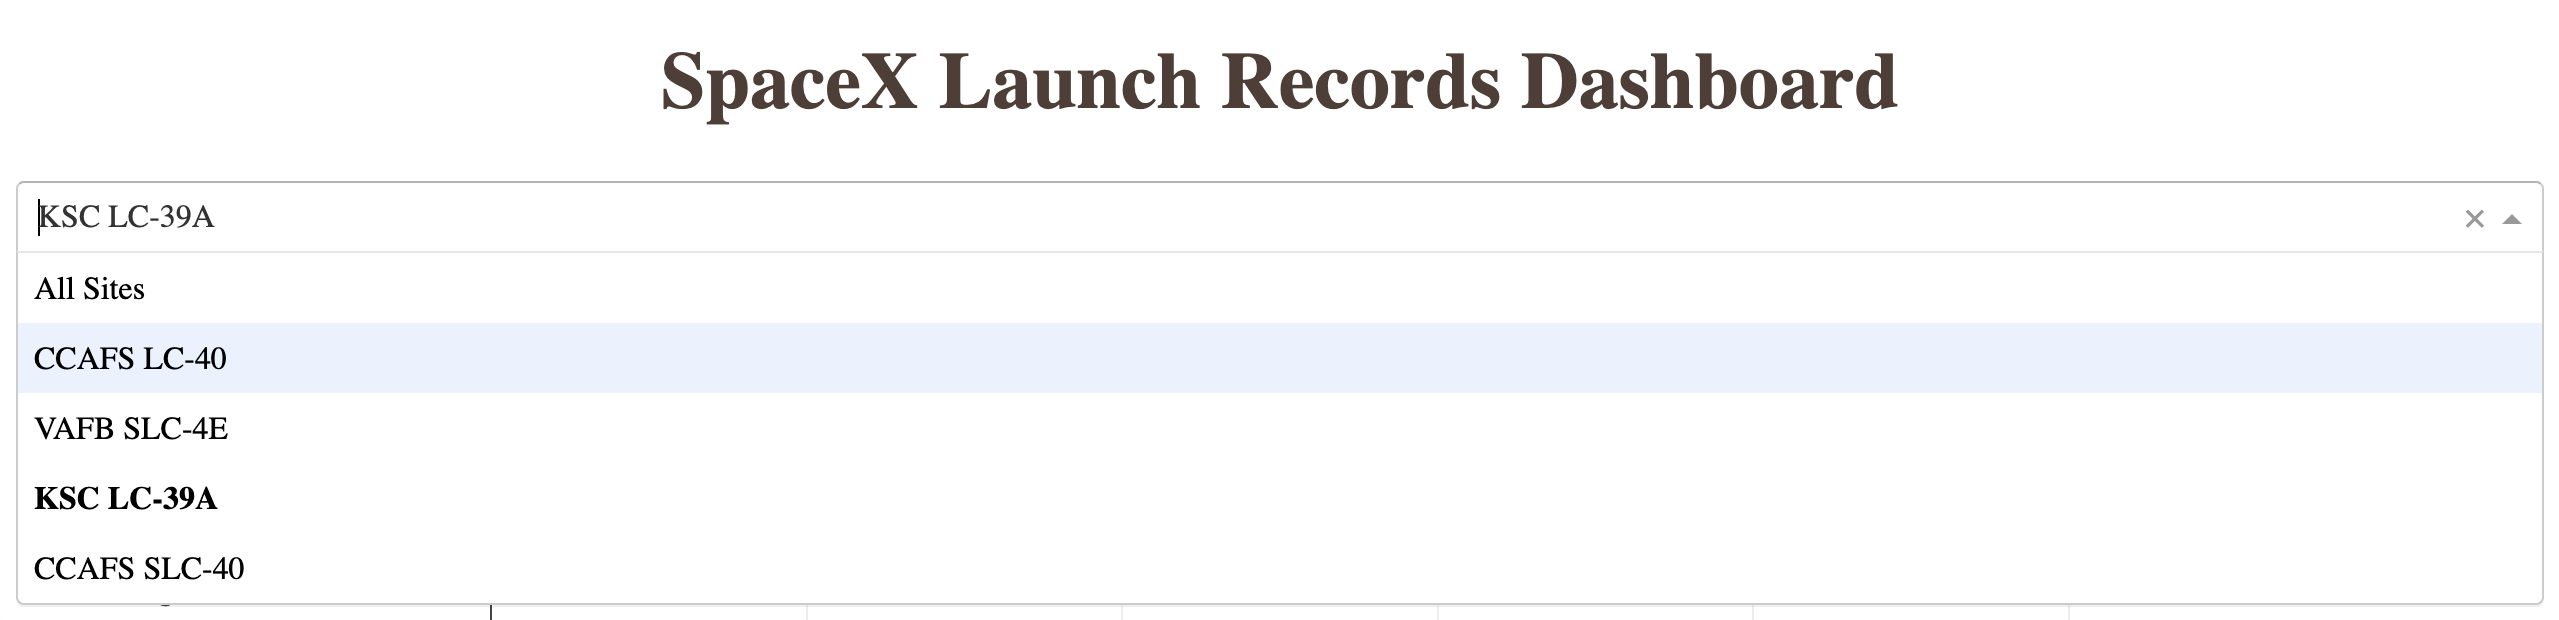 SpaceX Launch Records Dashboard
KSC LC-39A
All Sites
CCAFS LC-40
VAFB SLC-4E
KSC LC-39A
CCAFS SLC-40